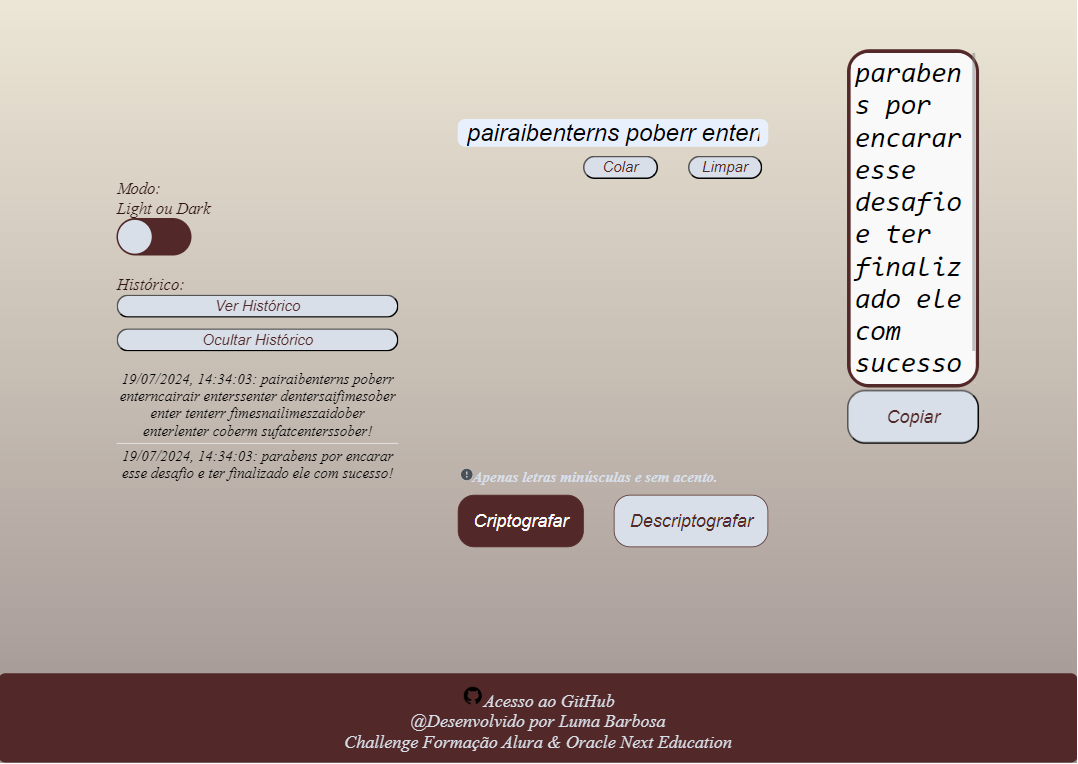 Modo:
Light ou Dark
Histórico:
Ver Histórico
Ocultar Histórico
19/07/2024, 14:34:03: pairaibenterns poberr
enterncairair enterssenter dentersaifimesober
enter tenterr fimesnailimeszaidober
enterlenter coberm sufatcenterssober!
19/07/2024, 14:34:03: parabens por encarar
esse desafio e ter finalizado ele com sucesso!
pairaibenterns poberr enter
Colar
Limpar
Apenas letras minúsculas e sem acento.
Criptografar
Descriptografar
paraben
s por
encarar
esse
desafio
e ter
finaliz
ado ele
com
sucesso
Copiar
Acesso ao GitHub
@Desenvolvido por Luma Barbosa
Challenge Formação Alura & Oracle Next Education